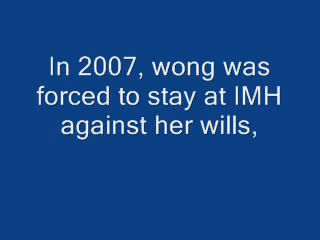 In 2007, wong was
forced to stay at IMH
against her wills,